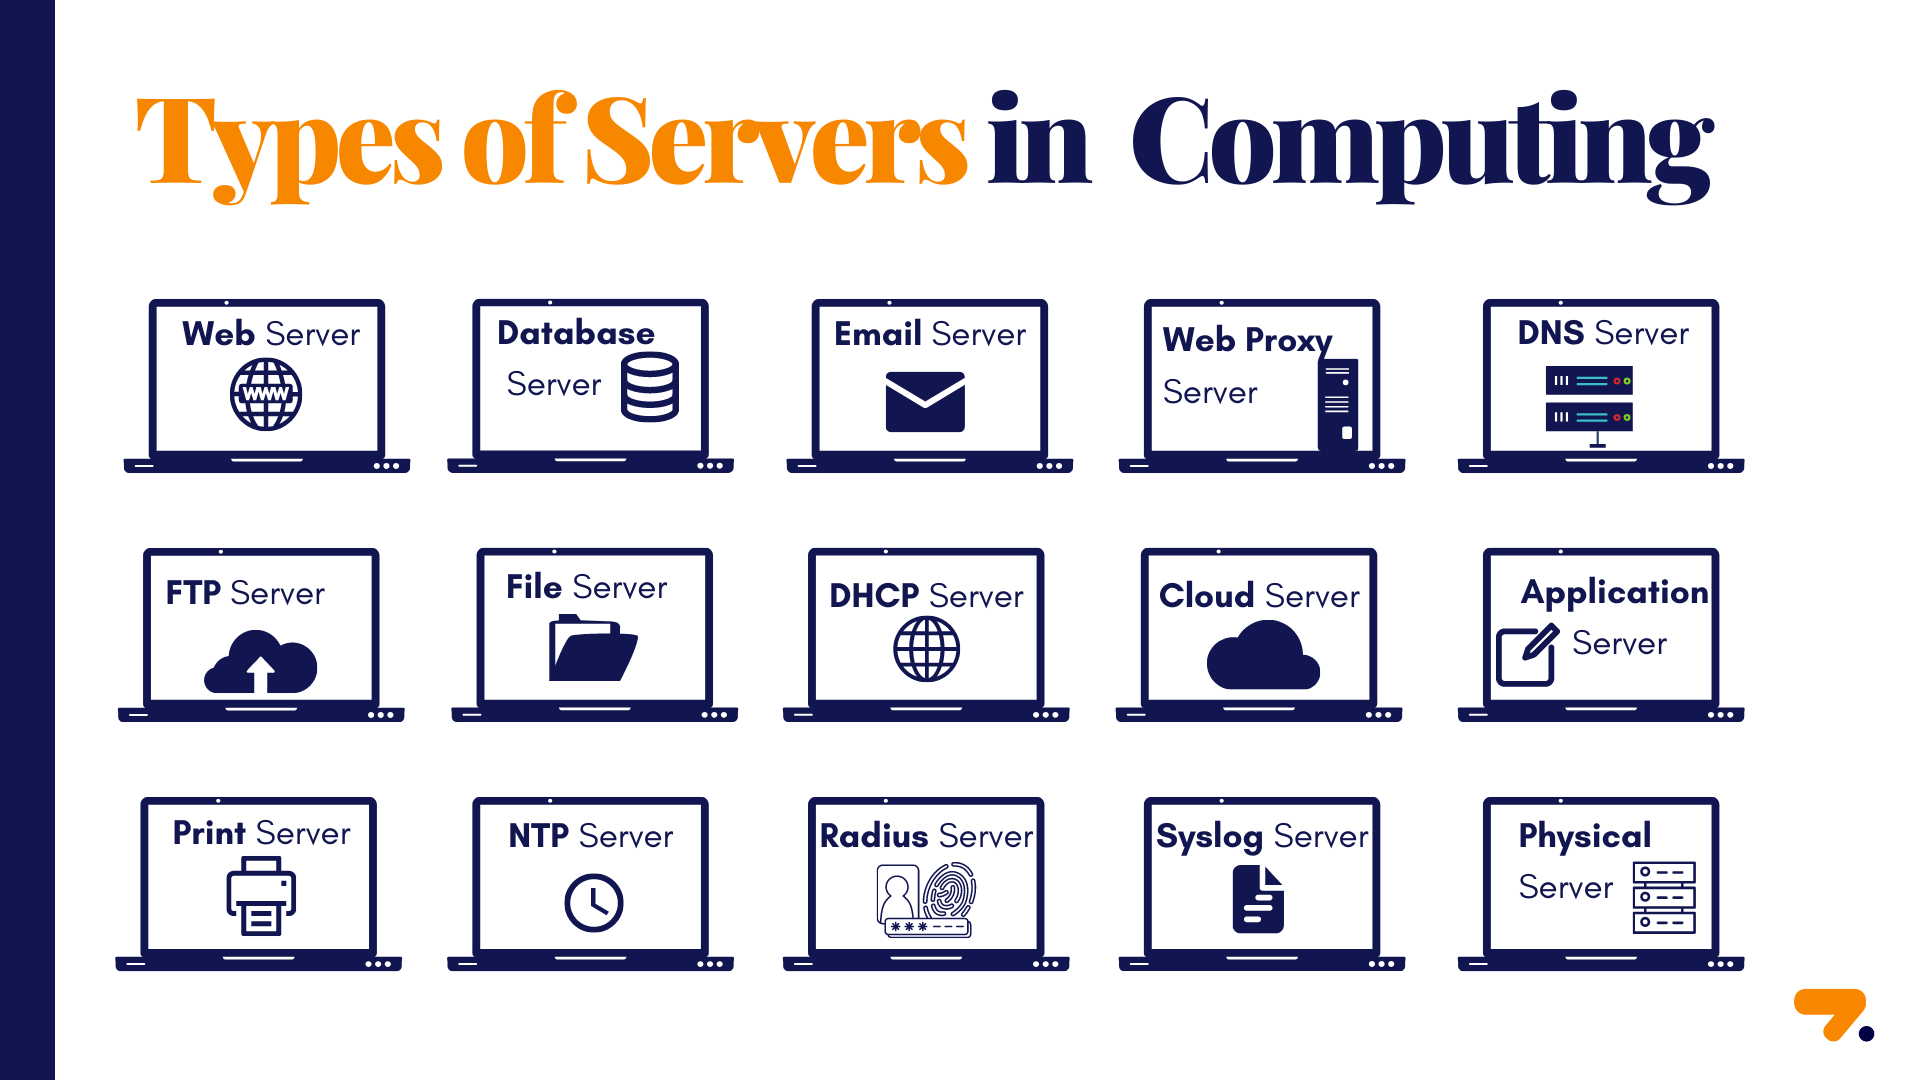 Types of Servers in Computing
Web Server
WWW
Database
Server
Email Server
Web Proxy
Server
DNS Server
FTP Server
File Server
DHCP Server
Cloud Server
Application
Server
Print Server
NTP Server
Radius Server
***---
Syslog Server
Physical
Server